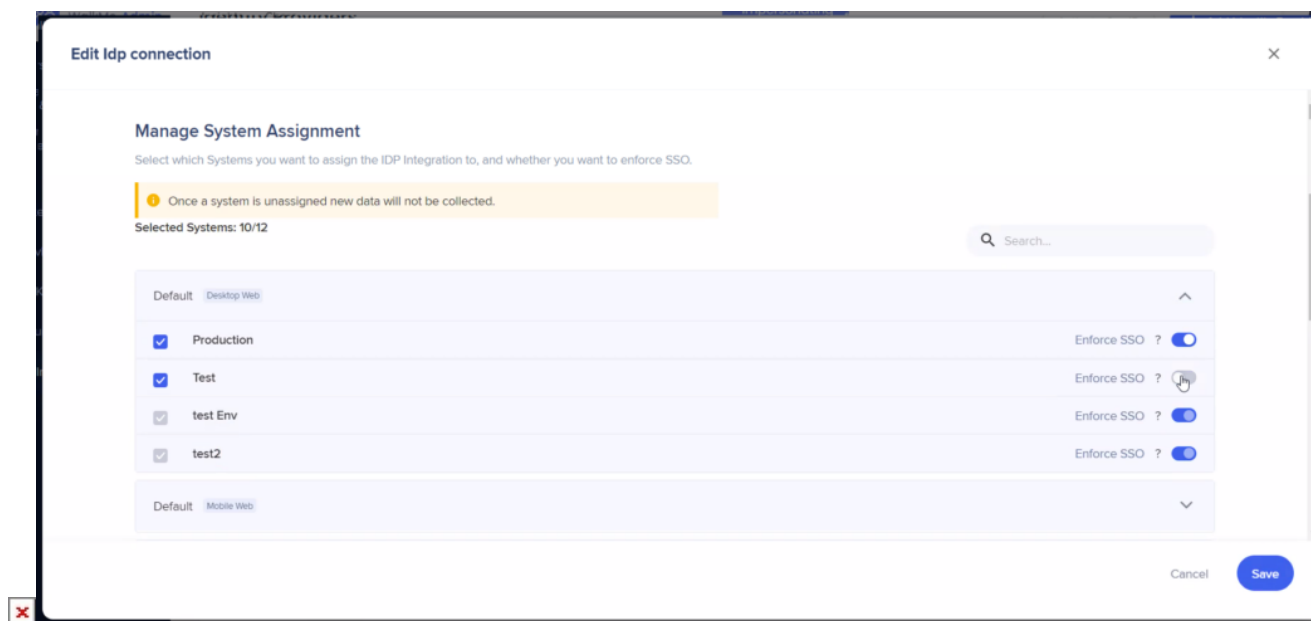 Edit Idp connection
Manage System Assignment
Select which Systems you want to assign the IDP Integration to, and whether you want to enforce SSO.
Once a system is unassigned new data will not be collected.
Selected Systems: 10/12
Search...
Default Desktop Web
Production Enforce SSO ?
Test Enforce SSO ?
test Env Enforce SSO ?
test2 Enforce SSO ?
Default Mobile Web
Cancel Save